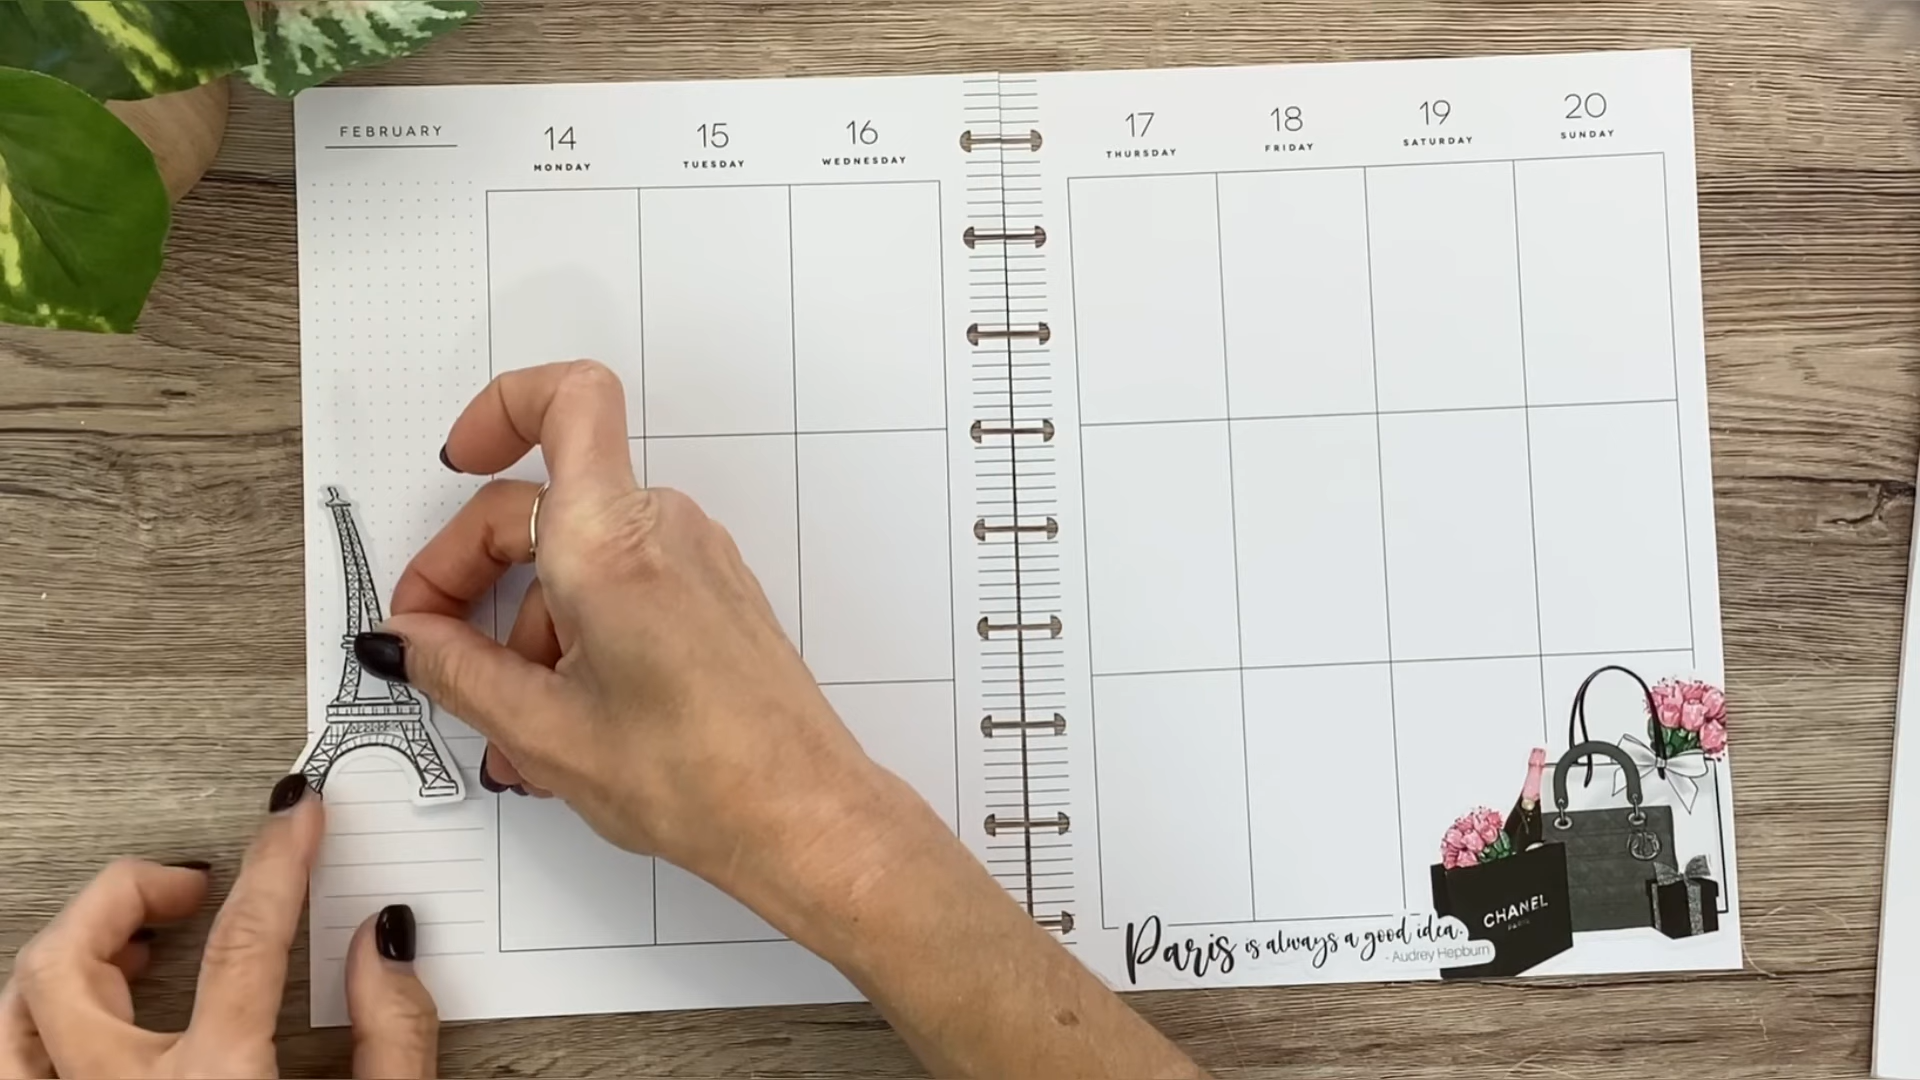 FEBRUARY
14
MONDAY
15
TUESDAY
16
WEDNESDAY
17
THURSDAY
18
FRIDAY
19
SATURDAY
20
SUNDAY
CHANEL
PARIS
Paris is always a good idea.
- Audrey Hepburn